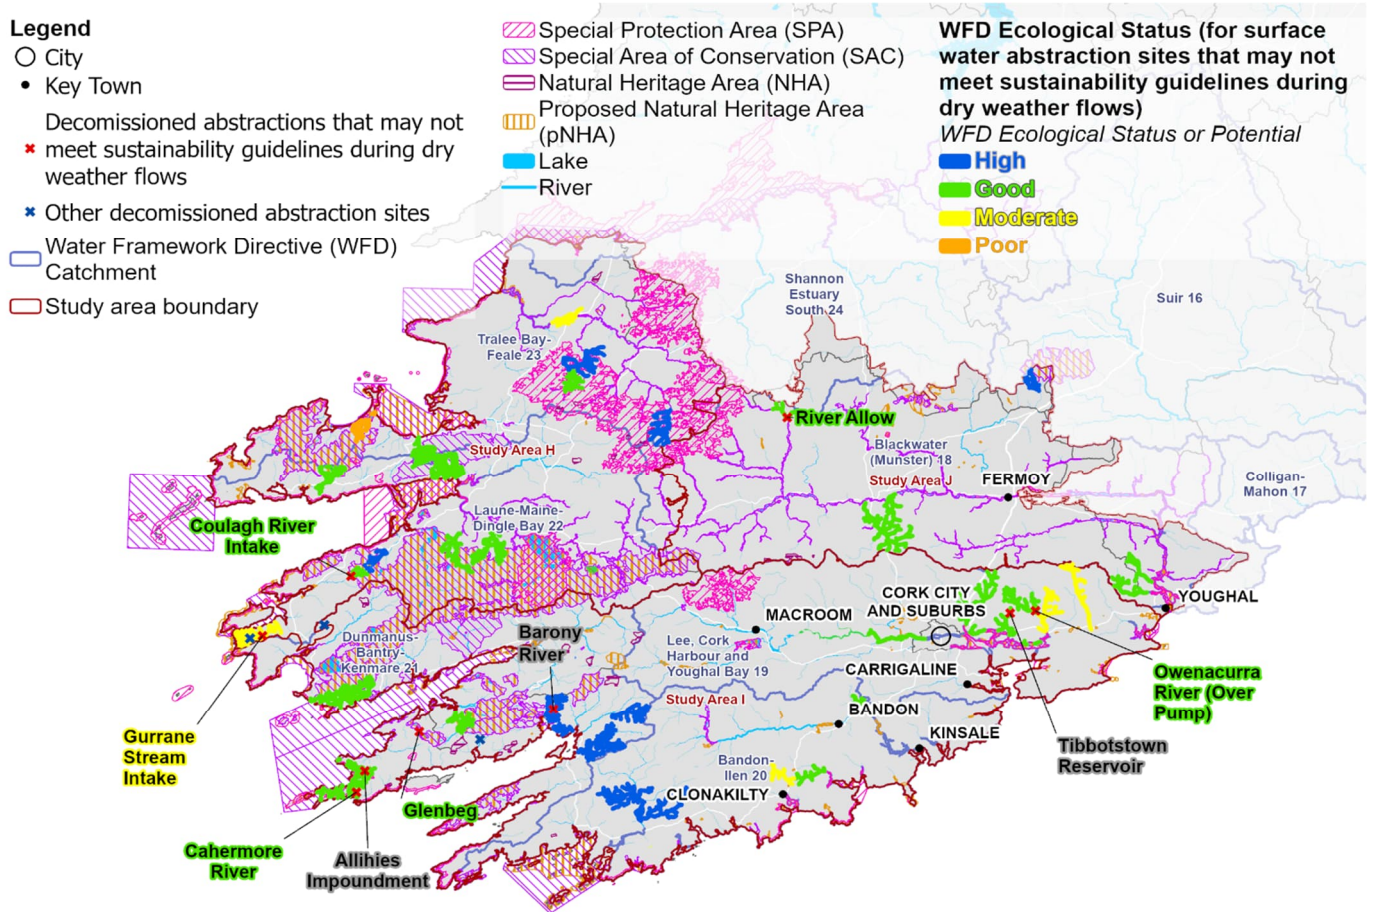 Legend
City
Key Town
Decomissioned abstractions that may not
meet sustainability guidelines during dry
weather flows
Other decomissioned abstraction sites
Water Framework Directive (WFD)
Catchment
Study area boundary
Special Protection Area (SPA)
Special Area of Conservation (SAC)
Natural Heritage Area (NHA)
Proposed Natural Heritage Area
(pNHA)
Lake
River
WFD Ecological Status (for surface
water abstraction sites that may not
meet sustainability guidelines during
dry weather flows)
WFD Ecological Status or Potential
High
Good
Moderate
Poor
Shannon
Estuary
South 24
Suir 16
Tralee Bay-
Feale 23
River Allow
Blackwater
(Munster) 18
Study Area H
Study Area J
FERMOY
Colligan-
Mahon 17
Laune-Maine-
Dingle Bay 22
Coulagh River
Intake
CORK CITY
AND SUBURBS
YOUGHAL
MACROOM
Dunmanus-
Bantry-
Kenmare 21
Barony
River
Lee, Cork
Harbour and
Youghal Bay 19
CARRIGALINE
Owenacurra
River (Over
Pump)
Study Area I
BANDON
KINSALE
Tibbotstown
Reservoir
Gurrane
Stream
Intake
Bandon-
Ilen 20
CLONAKILTY
Glenbeg
Cahermore
River
Allihies
Impoundment